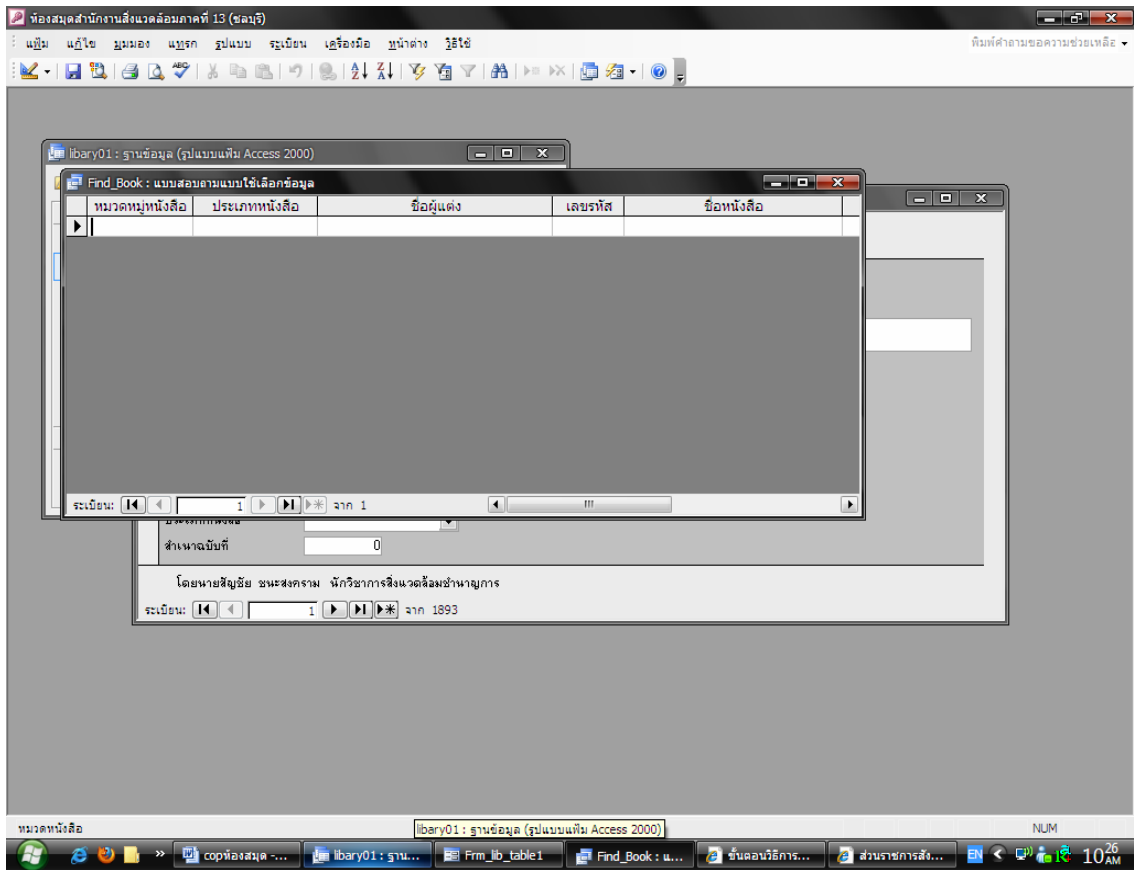 ห้องสมุดสำนักงานสิ่งแวดล้อมภาคที่ 13 (ชลบุรี)
แฟ้ม แก้ไข มุมมอง แทรก รูปแบบ ระเบียน เครื่องมือ หน้าต่าง วิธีใช้ พิมพ์คำถามขอความช่วยเหลือ
libary01 : ฐานข้อมูล (รูปแบบแฟ้ม Access 2000)
Find_Book : แบบสอบถามแบบใช้เลือกข้อมูล
หมวดหมู่หนังสือ ประเภทหนังสือ ชื่อผู้แต่ง เลขรหัส ชื่อหนังสือ
ระเบียน: 1 จาก 1
ประเภทหนังสือ
สำเนาฉบับที่ 0
โดยนายสัญชัย ชนะสงคราม นักวิชาการสิ่งแวดล้อมชำนาญการ
ระเบียน: 1 จาก 1893
หมวดหนังสือ libary01 : ฐานข้อมูล (รูปแบบแฟ้ม Access 2000) NUM
» copห้องสมุด -... libary01 : ฐาน... Frm_lib_table1 Find_Book : แ... ขั้นตอนวิธีการ... ส่วนราชการสัง... EN 10 26 AM